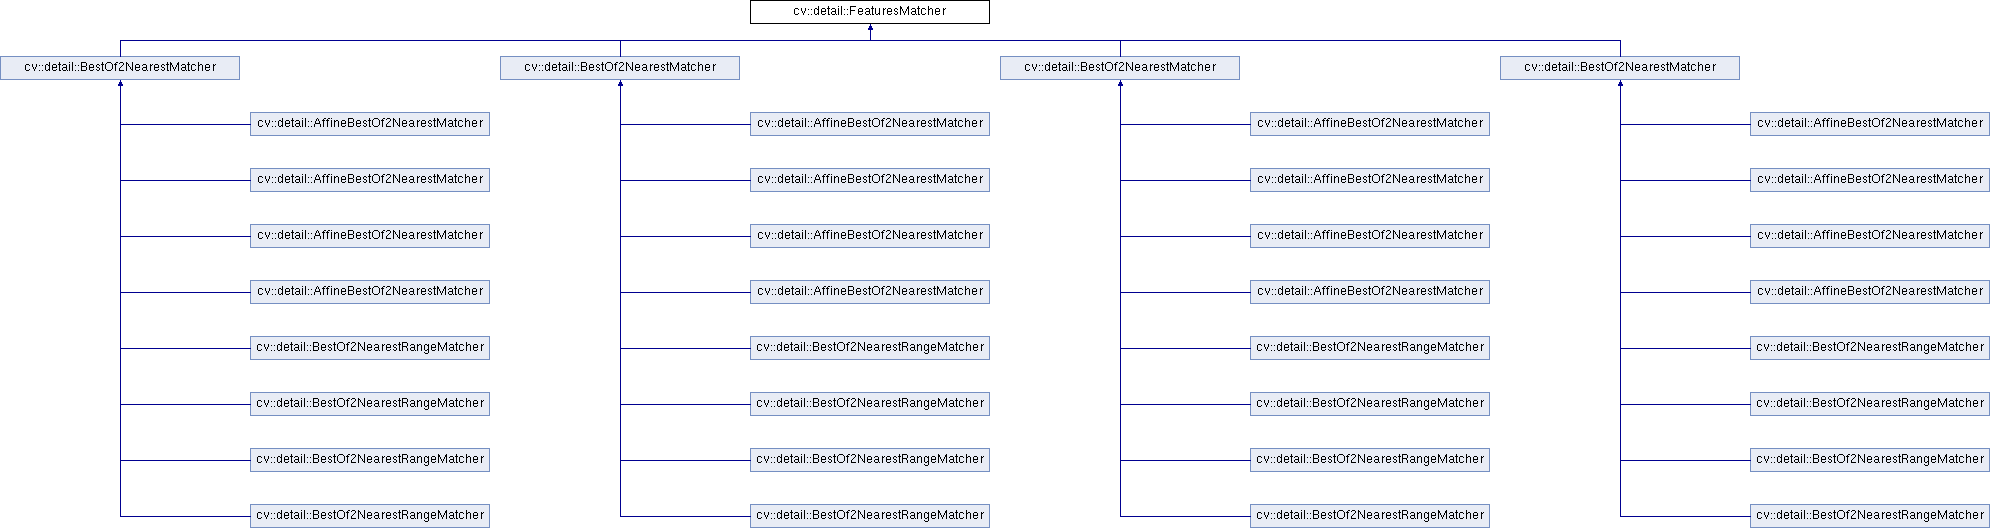 cv::detail::FeaturesMatcher
cv::detail::BestOf2NearestMatcher cv::detail::BestOf2NearestMatcher cv::detail::BestOf2NearestMatcher cv::detail::BestOf2NearestMatcher
cv::detail::AffineBestOf2NearestMatcher cv::detail::AffineBestOf2NearestMatcher cv::detail::AffineBestOf2NearestMatcher cv::detail::AffineBestOf2NearestMatcher
cv::detail::AffineBestOf2NearestMatcher cv::detail::AffineBestOf2NearestMatcher cv::detail::AffineBestOf2NearestMatcher cv::detail::AffineBestOf2NearestMatcher
cv::detail::AffineBestOf2NearestMatcher cv::detail::AffineBestOf2NearestMatcher cv::detail::AffineBestOf2NearestMatcher cv::detail::AffineBestOf2NearestMatcher
cv::detail::AffineBestOf2NearestMatcher cv::detail::AffineBestOf2NearestMatcher cv::detail::AffineBestOf2NearestMatcher cv::detail::AffineBestOf2NearestMatcher
cv::detail::BestOf2NearestRangeMatcher cv::detail::BestOf2NearestRangeMatcher cv::detail::BestOf2NearestRangeMatcher cv::detail::BestOf2NearestRangeMatcher
cv::detail::BestOf2NearestRangeMatcher cv::detail::BestOf2NearestRangeMatcher cv::detail::BestOf2NearestRangeMatcher cv::detail::BestOf2NearestRangeMatcher
cv::detail::BestOf2NearestRangeMatcher cv::detail::BestOf2NearestRangeMatcher cv::detail::BestOf2NearestRangeMatcher cv::detail::BestOf2NearestRangeMatcher
cv::detail::BestOf2NearestRangeMatcher cv::detail::BestOf2NearestRangeMatcher cv::detail::BestOf2NearestRangeMatcher cv::detail::BestOf2NearestRangeMatcher